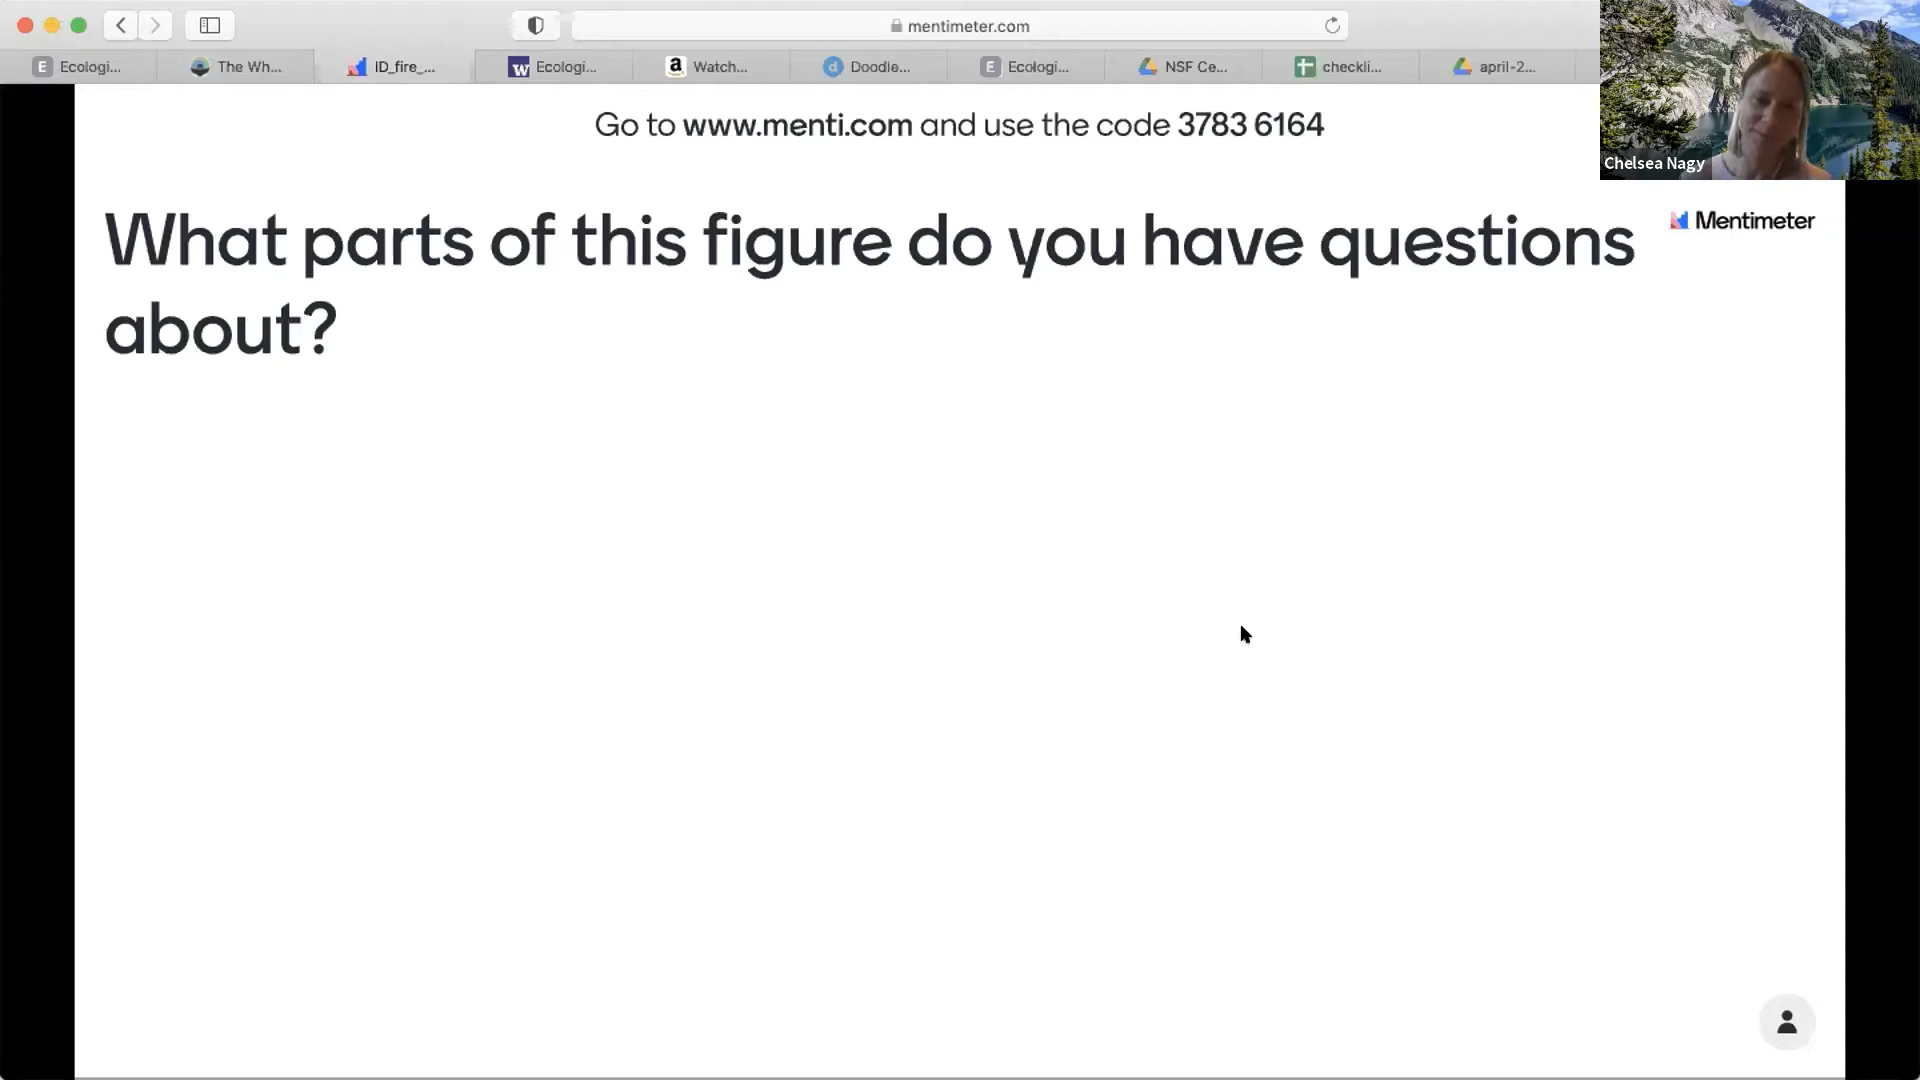 mentimeter.com
E Ecologi...
The Wh...
ID_fire_...
W Ecologi...
a Watch...
d Doodle...
E Ecologi...
NSF Ce...
checkli...
april-2...
Go to www.menti.com and use the code 3783 6164
Chelsea Nagy
Mentimeter
What parts of this figure do you have questions
about?